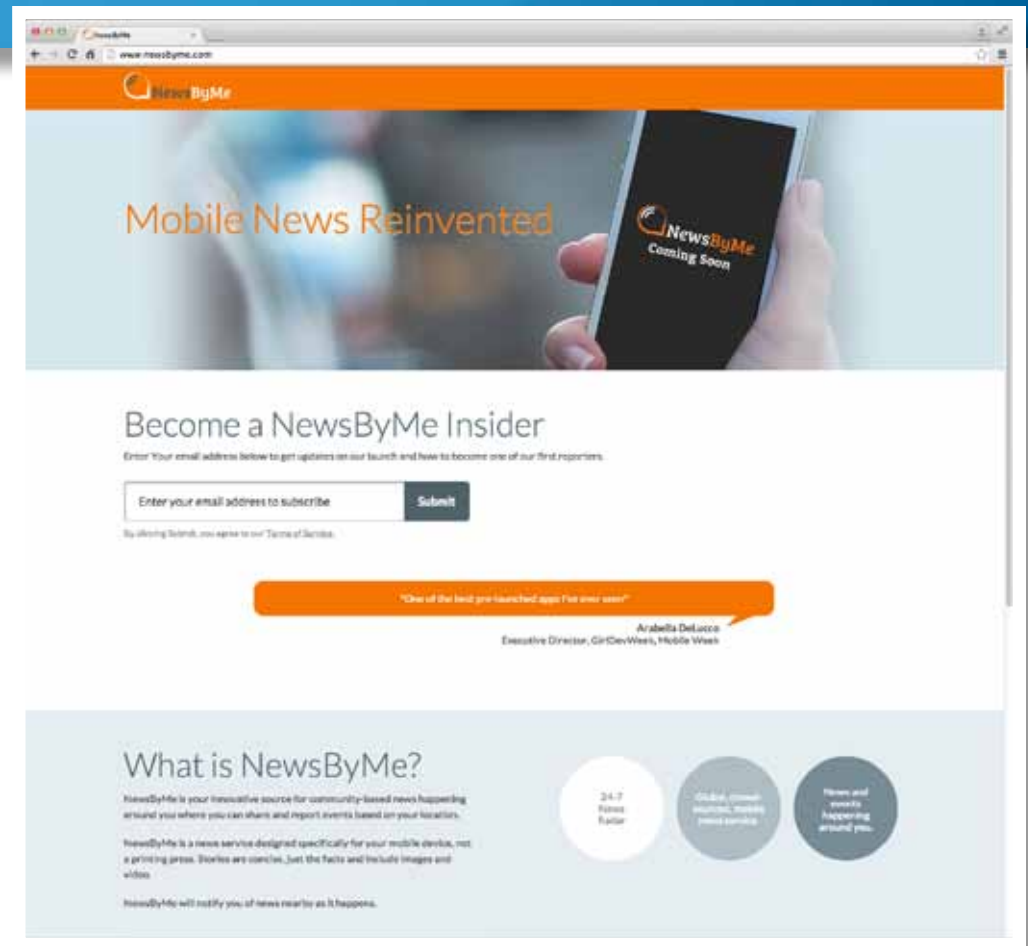 NewsByMe
www.newsbyme.com
NewsByMe
Mobile News Reinvented
NewsByMe
Coming Soon
Become a NewsByMe Insider
Enter Your email address below to get updates on our launch and how to become one of our first reporters.
Enter your email address to subscribe
Submit
By clicking Submit, you agree to our Terms of Service.
"One of the best pre-launched apps I've ever seen"
Arabella DeLucco
Executive Director, GirlDevWeek, Mobile Week
What is NewsByMe?
NewsByMe is your innovative source for community-based news happening
around you where you can share and report events based on your location.
NewsByMe is a news service designed specifically for your mobile device, not
a printing press. Stories are concise, just the facts and include images and
video.
NewsByMe will notify you of news nearby as it happens.
24-7
News
Radar
Global, crowd-
sourced, mobile
news service
News and
events
happening
around you.